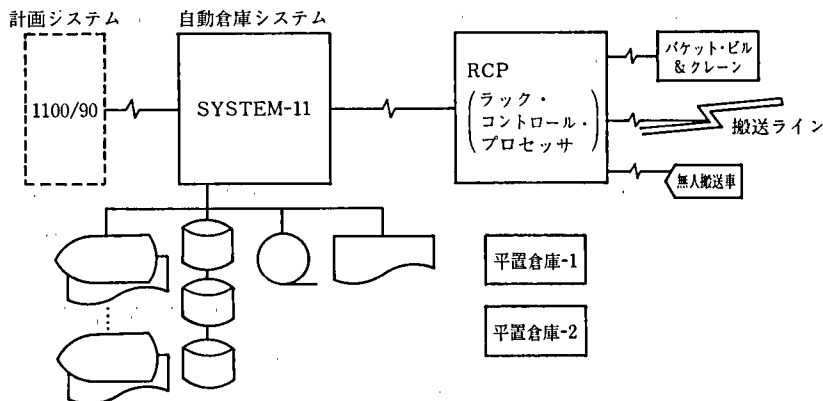 計画システム
自動倉庫システム
1100/90
SYSTEM-11
RCP
(ラック・
コントロール・
プロセッサ)
バケット・ビル
&クレーン
搬送ライン
無人搬送車
平置倉庫-1
平置倉庫-2